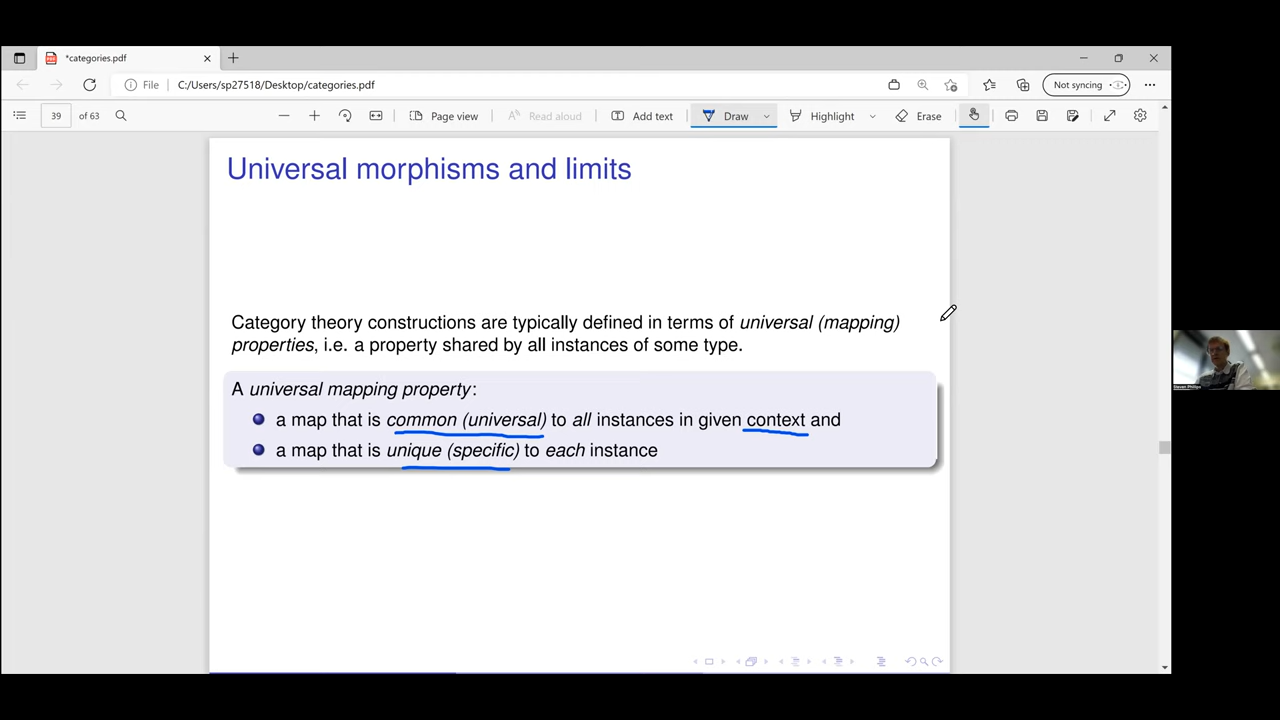 *categories.pdf
File C:/Users/sp27518/Desktop/categories.pdf Not syncing
39 of 63 Page view Read aloud Add text Draw Highlight Erase
Universal morphisms and limits
Category theory constructions are typically defined in terms of universal (mapping)
properties, i.e. a property shared by all instances of some type.
A universal mapping property:
a map that is common (universal) to all instances in given context and
a map that is unique (specific) to each instance
Steven Phillips